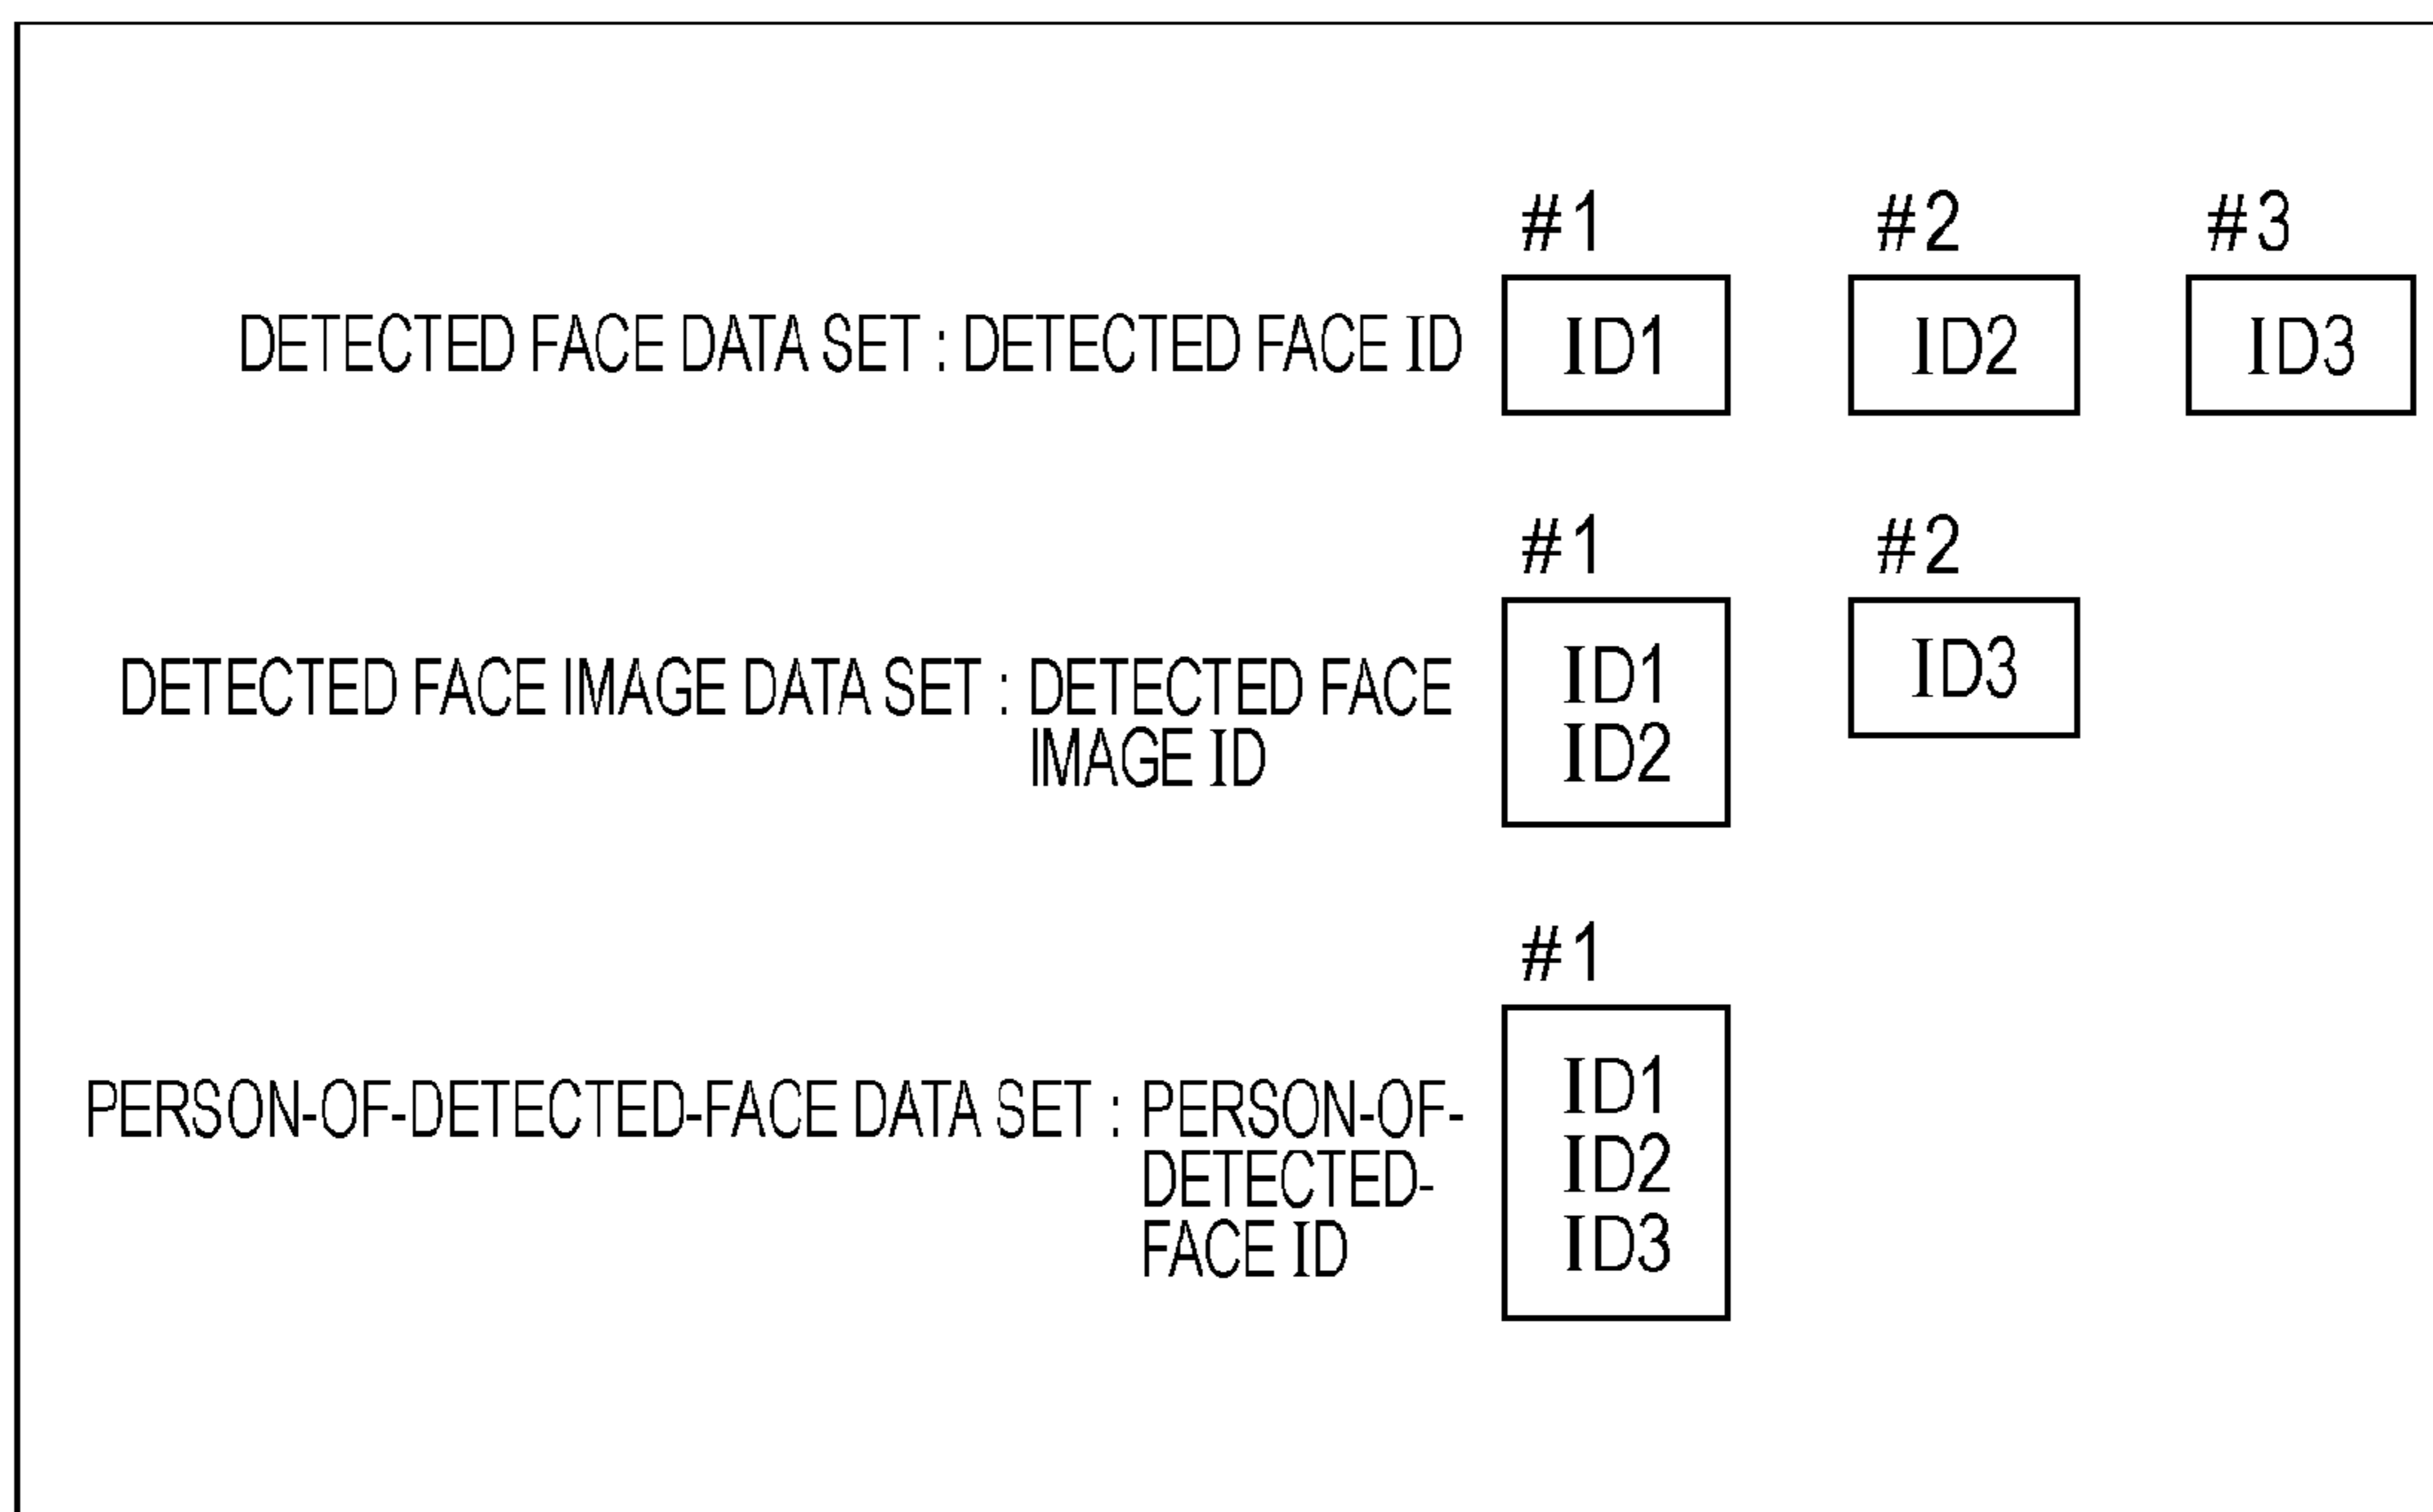 #1 #2 #3
DETECTED FACE DATA SET : DETECTED FACE ID ID1 ID2 ID3
#1 #2
DETECTED FACE IMAGE DATA SET : DETECTED FACE
IMAGE ID
ID1
ID2
ID3
#1
PERSON-OF-DETECTED-FACE DATA SET : PERSON-OF-
DETECTED-
FACE ID
ID1
ID2
ID3